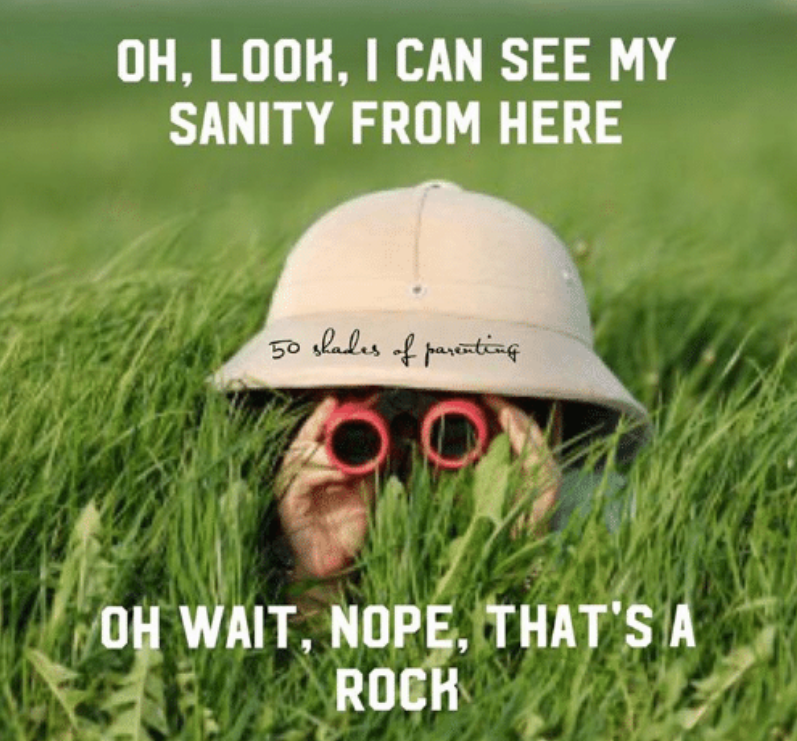 OH, LOOK, I CAN SEE MY
SANITY FROM HERE
50 shades of parenting
OH WAIT, NOPE, THAT'S A
ROCK